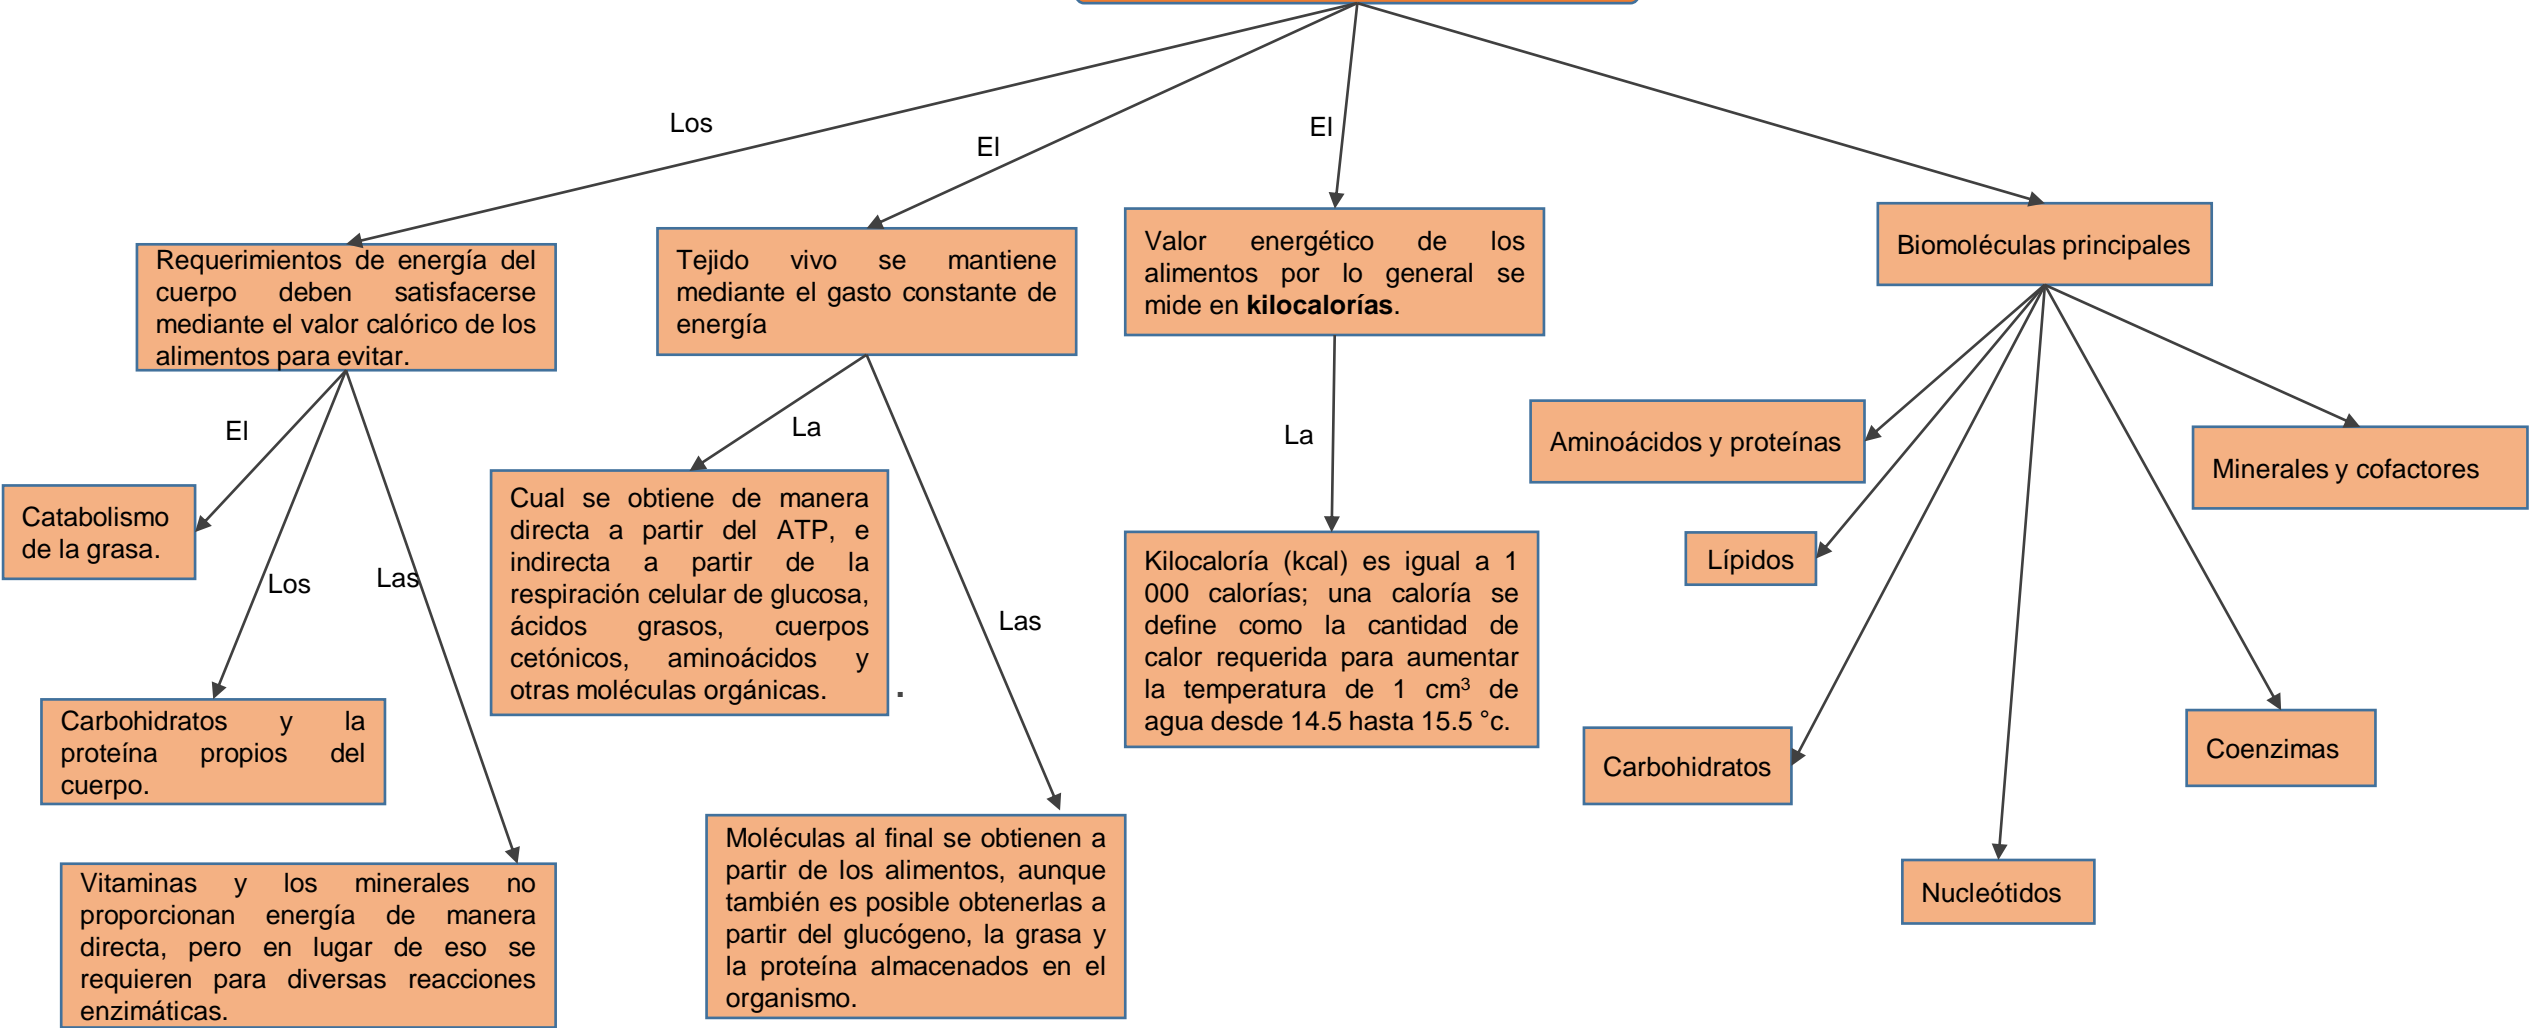 Los
El
El
Requerimientos de energía del
cuerpo deben satisfacerse
mediante el valor calórico de los
alimentos para evitar.
Tejido vivo se mantiene
mediante el gasto constante de
energía
Valor energético de los
alimentos por lo general se
mide en kilocalorías.
Biomoléculas principales
El
Los
Las
La
Las
La
Catabolismo
de la grasa.
Carbohidratos y la
proteína propios del
cuerpo.
Vitaminas y los minerales no
proporcionan energía de manera
directa, pero en lugar de eso se
requieren para diversas reacciones
enzimáticas.
Cual se obtiene de manera
directa a partir del ATP, e
indirecta a partir de la
respiración celular de glucosa,
ácidos grasos, cuerpos
cetónicos, aminoácidos y
otras moléculas orgánicas.
.
Moléculas al final se obtienen a
partir de los alimentos, aunque
también es posible obtenerlas a
partir del glucógeno, la grasa y
la proteína almacenados en el
organismo.
Kilocaloría (kcal) es igual a 1
000 calorías; una caloría se
define como la cantidad de
calor requerida para aumentar
la temperatura de 1 cm³ de
agua desde 14.5 hasta 15.5 °c.
Aminoácidos y proteínas
Lípidos
Carbohidratos
Nucleótidos
Coenzimas
Minerales y cofactores